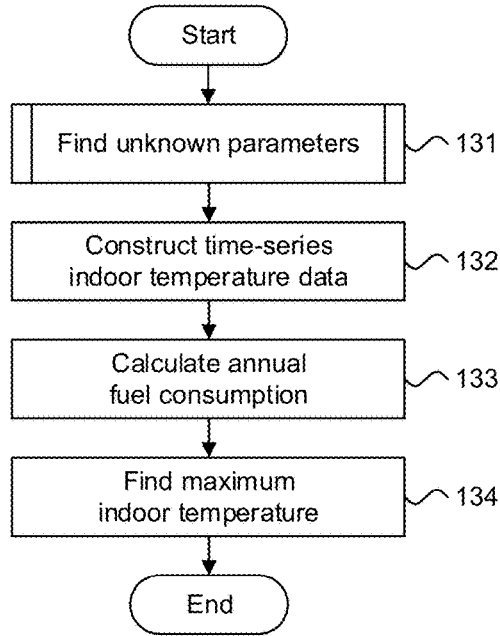 Start
Find unknown parameters
131
Construct time-series
indoor temperature data
132
Calculate annual
fuel consumption
133
Find maximum
indoor temperature
134
End